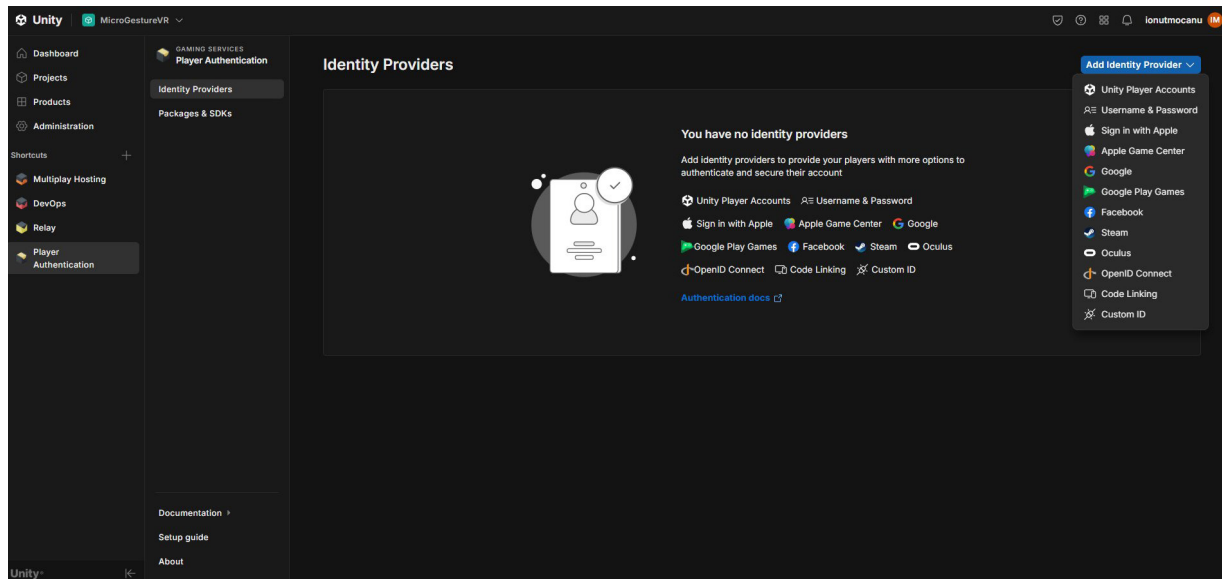 Unity
MicroGestureVR
ionutmocanu
IM
Dashboard
Projects
Products
Administration
Shortcuts
Multiplay Hosting
DevOps
Relay
Player
Authentication
Unity
GAMING SERVICES
Player Authentication
Identity Providers
Packages & SDKs
Documentation
Setup guide
About
Identity Providers
Add Identity Provider
You have no identity providers
Add identity providers to provide your players with more options to
authenticate and secure their account
Unity Player Accounts Username & Password
Sign in with Apple Apple Game Center Google
Google Play Games Facebook Steam Oculus
OpenID Connect Code Linking Custom ID
Authentication docs
Unity Player Accounts
Username & Password
Sign in with Apple
Apple Game Center
Google
Google Play Games
Facebook
Steam
Oculus
OpenID Connect
Code Linking
Custom ID